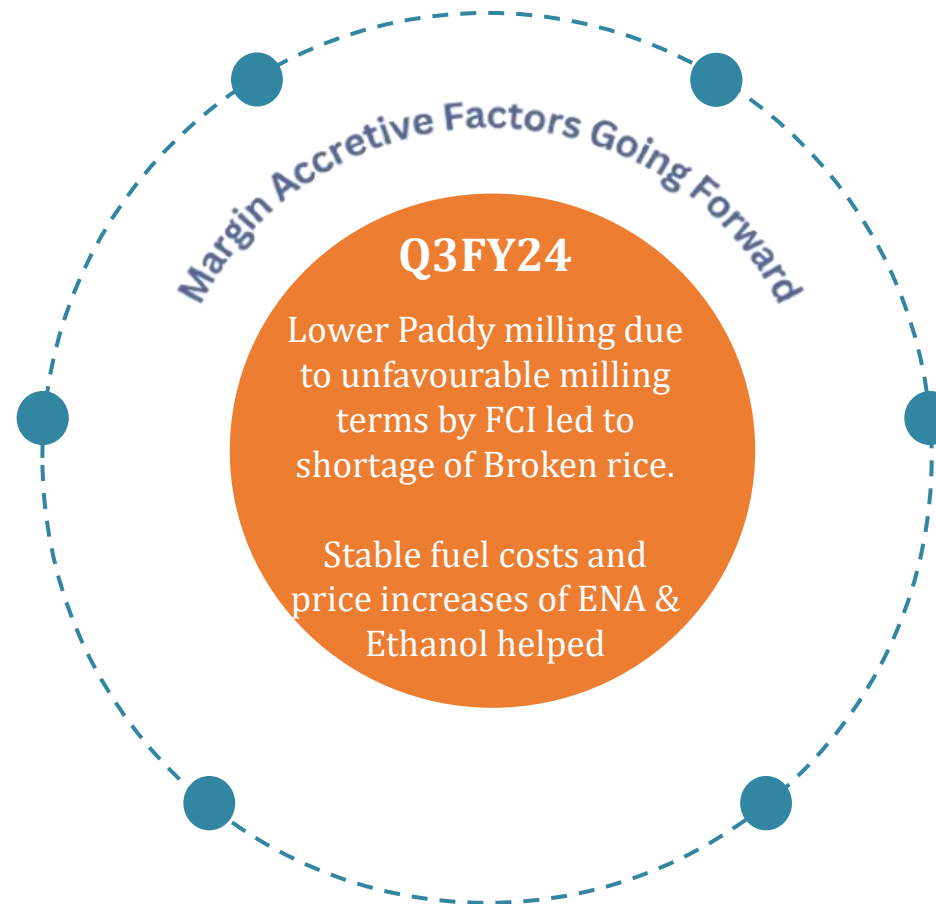 Margin Accretive Factors Going Forward
Q3FY24
Lower Paddy milling due
to unfavourable milling
terms by FCI led to
shortage of Broken rice.
Stable fuel costs and
price increases of ENA &
Ethanol helped